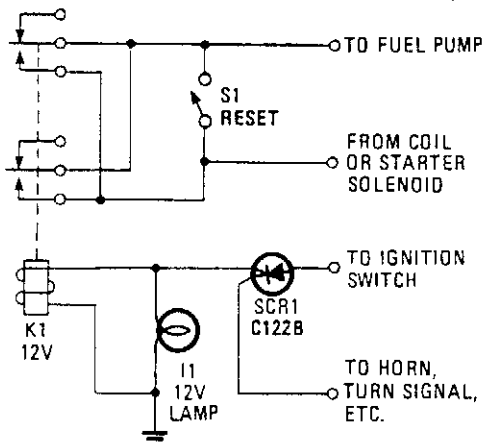 TO FUEL PUMP
S1
RESET
FROM COIL
OR STARTER
SOLENOID
TO IGNITION
SWITCH
SCR1
C122B
K1
12V
I1
12V
LAMP
TO HORN,
TURN SIGNAL,
ETC.